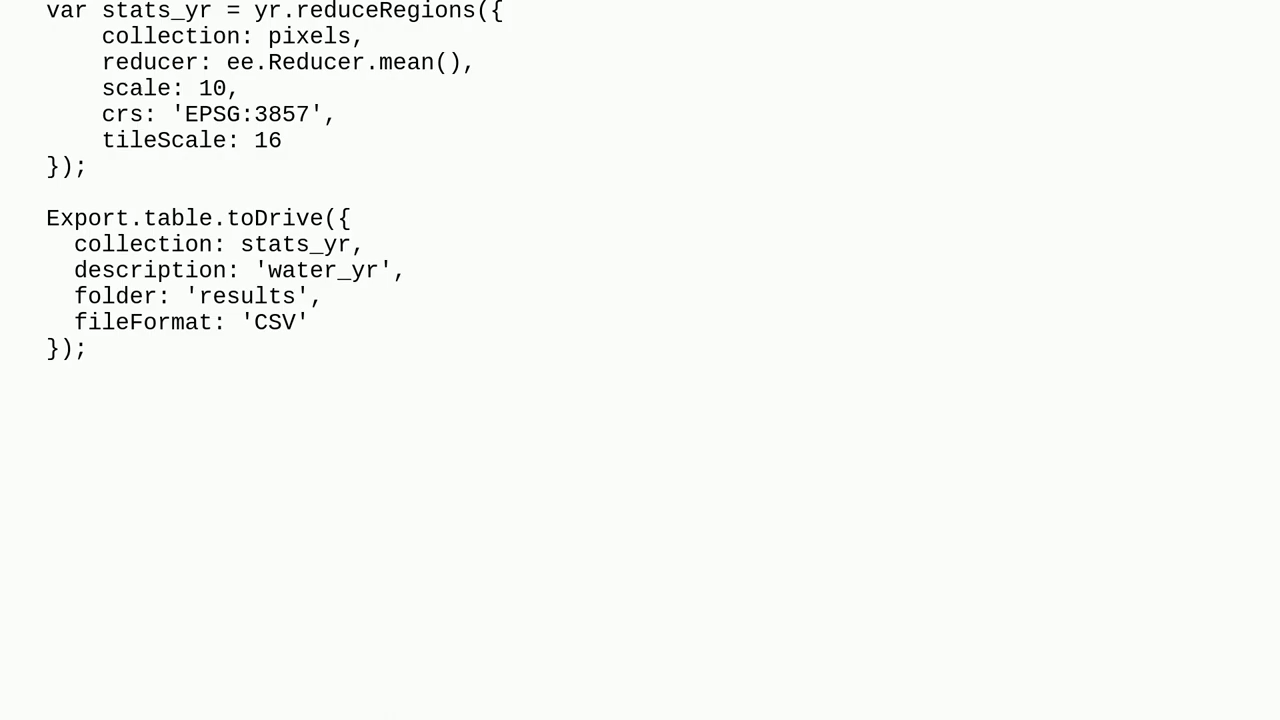 var stats_yr = yr.reduceRegions({
    collection: pixels,
    reducer: ee.Reducer.mean(),
    scale: 10,
    crs: 'EPSG:3857',
    tileScale: 16
});

Export.table.toDrive({
  collection: stats_yr,
  description: 'water_yr',
  folder: 'results',
  fileFormat: 'CSV'
});